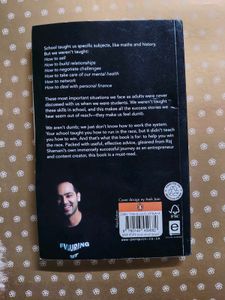 School taught us specific subjects, like maths and history.
But we weren't taught:
How to sell
How to build relationships
How to negotiate challenges
How to take care of our mental health
How to network
How to deal with personal finance
These most important situations we face as adults were never
discussed with us when we were students. We weren't taught
these skills in school, and this makes all the success stories we
hear seem out of reach—they make us feel dumb.
We aren't dumb; we just don't know how to work the system.
Your school taught you how to run in the race, but it didn't teach
you how to win it. And that's what this book is for: to help you win
the race. Packed with useful, effective advice, gleaned from Raj
Shamani's own immensely successful journey as an entrepreneur
and content creator, this book is a must-read.
Cover design by